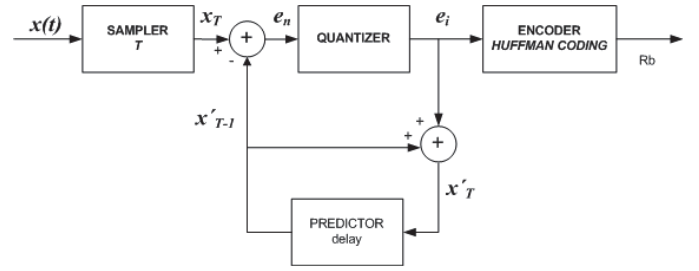 x(t)
SAMPLER
T
x_T
+
-
+
e_n
QUANTIZER
e_i
ENCODER
HUFFMAN CODING
Rb
x´_T-1
+
+
+
x´_T
PREDICTOR
delay